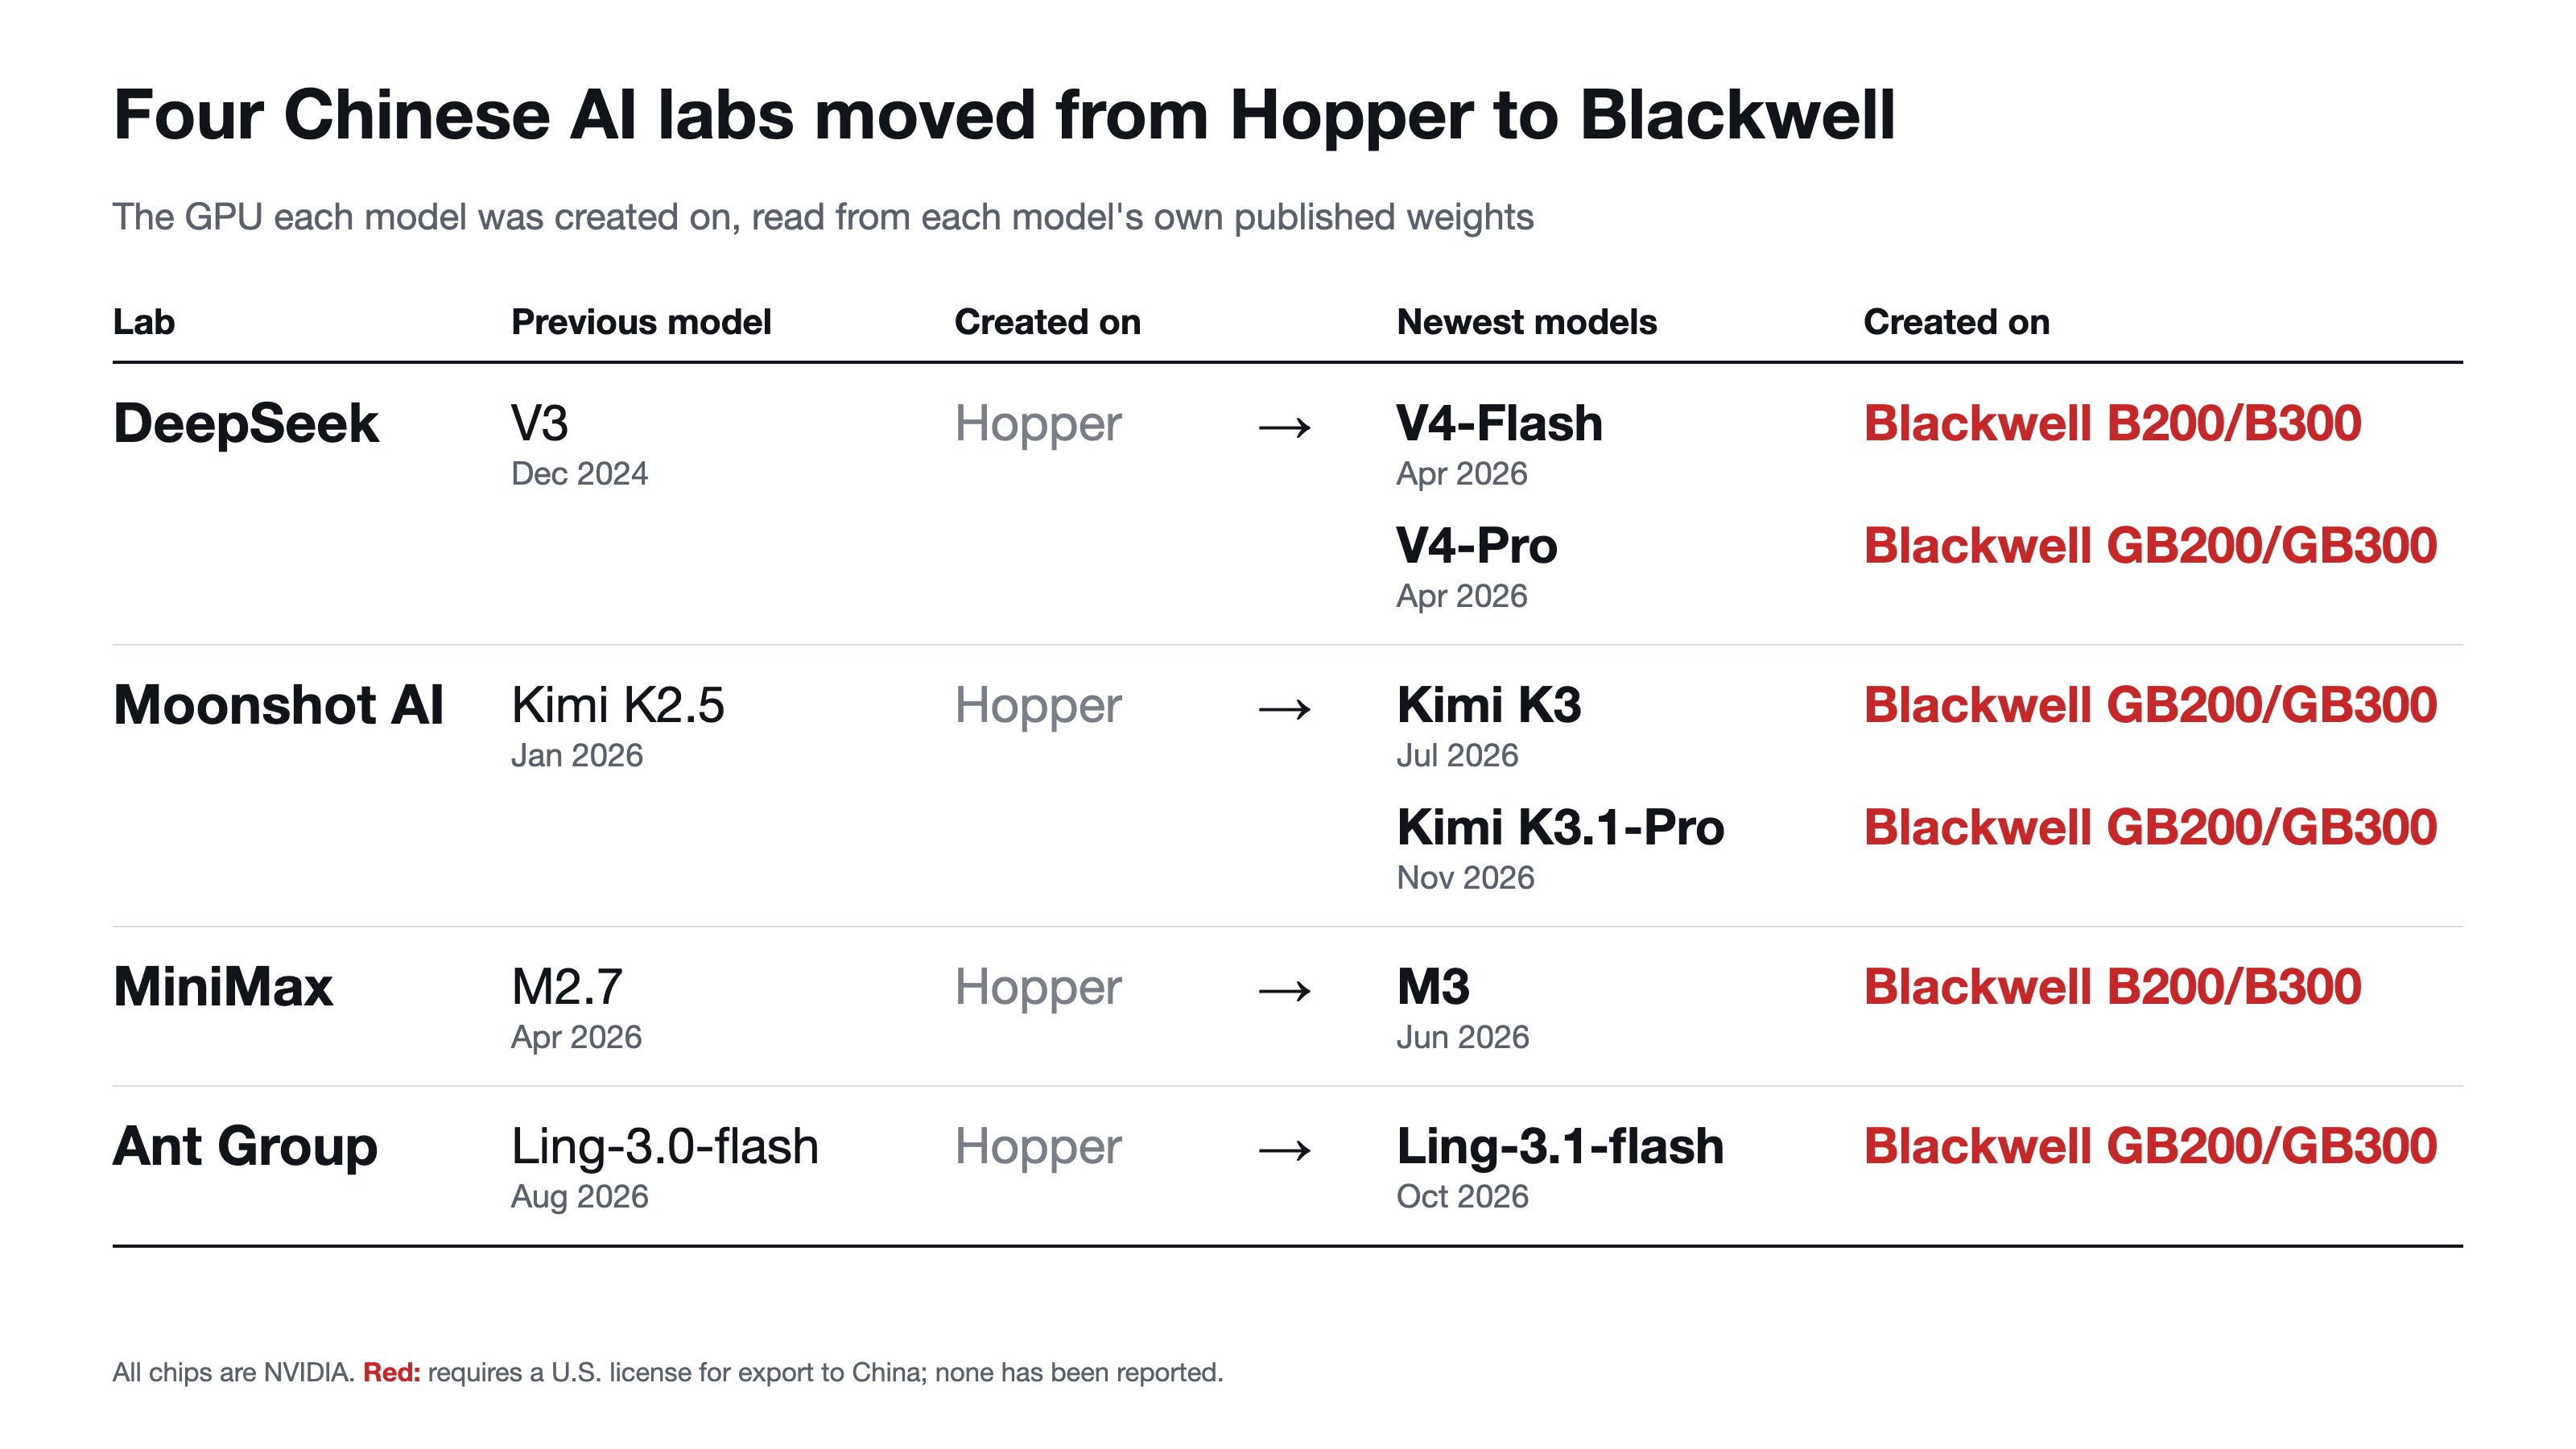 Four Chinese AI labs moved from Hopper to Blackwell
The GPU each model was created on, read from each model's own published weights
Lab Previous model Created on Newest models Created on
DeepSeek V3 Hopper → V4-Flash Blackwell B200/B300
Dec 2024 Apr 2026
V4-Pro Blackwell GB200/GB300
Apr 2026
Moonshot AI Kimi K2.5 Hopper → Kimi K3 Blackwell GB200/GB300
Jan 2026 Jul 2026
Kimi K3.1-Pro Blackwell GB200/GB300
Nov 2026
MiniMax M2.7 Hopper → M3 Blackwell B200/B300
Apr 2026 Jun 2026
Ant Group Ling-3.0-flash Hopper → Ling-3.1-flash Blackwell GB200/GB300
Aug 2026 Oct 2026
All chips are NVIDIA. Red: requires a U.S. license for export to China; none has been reported.